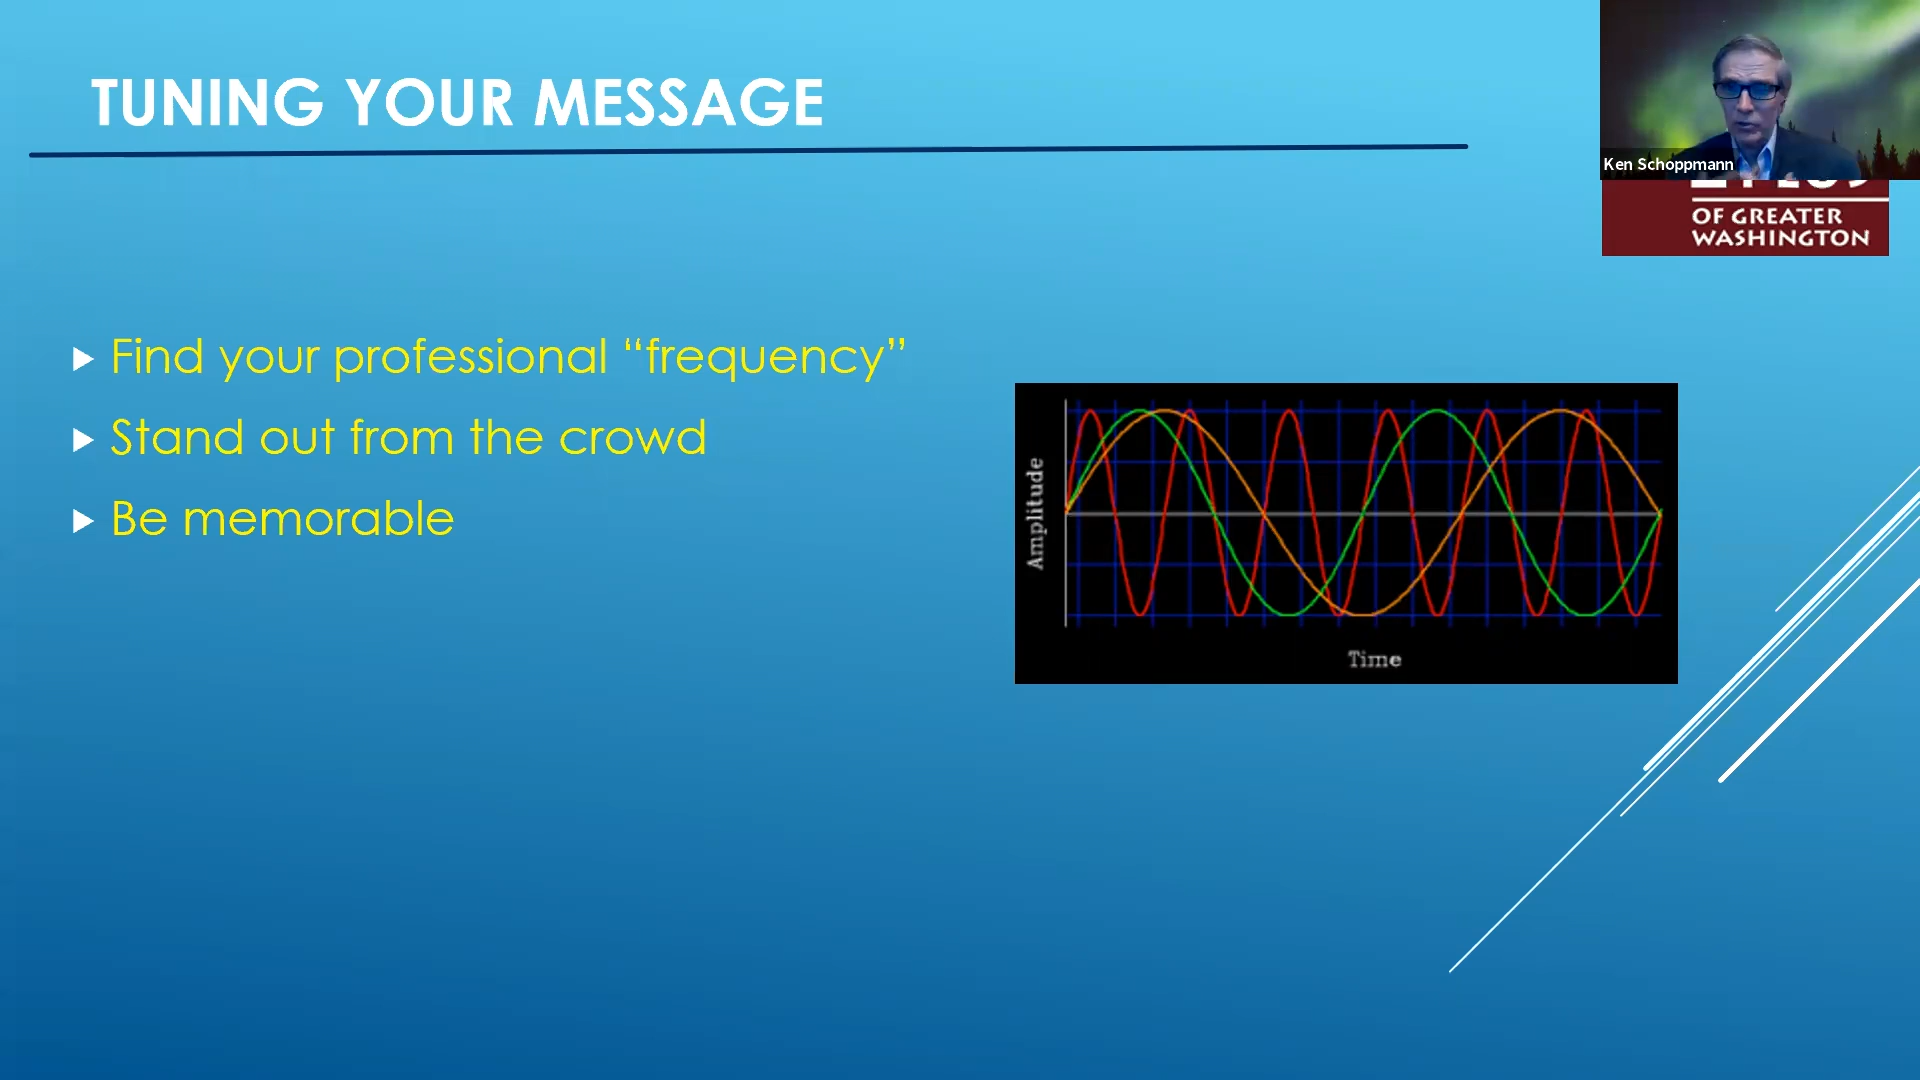 TUNING YOUR MESSAGE
Ken Schoppmann
OF GREATER
WASHINGTON
Find your professional “frequency”
Stand out from the crowd
Be memorable
Amplitude
Time